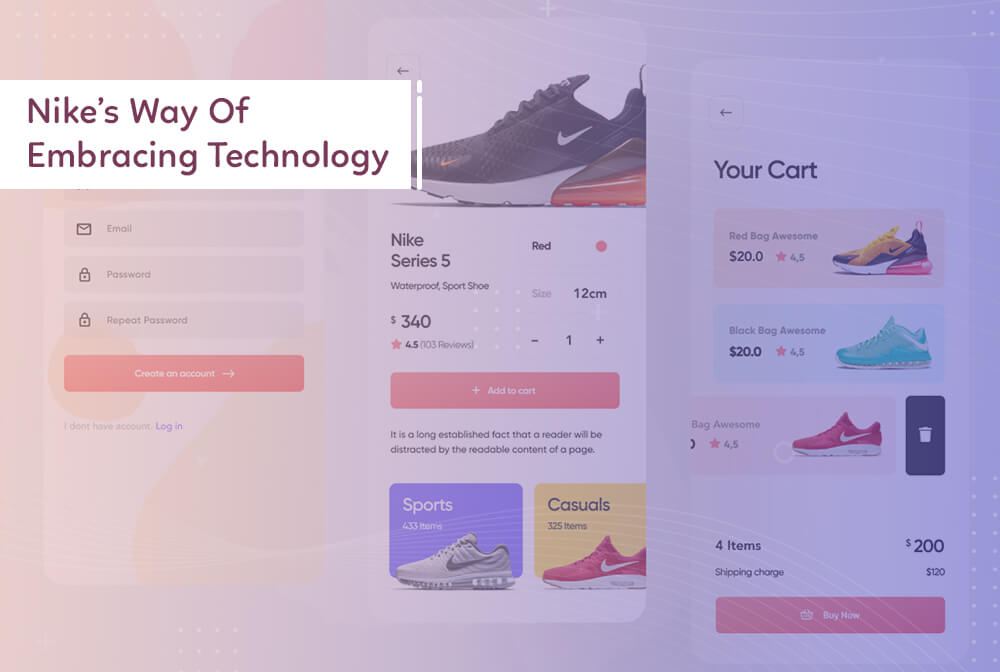 Nike's Way Of
Embracing Technology
Email
Password
Repeat Password
Create an account
I dont have account. Log in
Nike
Series 5
Waterproof, Sport Shoe
$ 340
4.5 (103 Reviews)
Red
Size 12cm
- 1 +
+ Add to cart
It is a long established fact that a reader will be
distracted by the readable content of a page.
Sports
433 Items
Casuals
325 Items
Your Cart
Red Bag Awesome
$20.0 4,5
Black Bag Awesome
$20.0 4,5
Bag Awesome
0 4,5
4 Items $ 200
Shipping charge $120
Buy Now